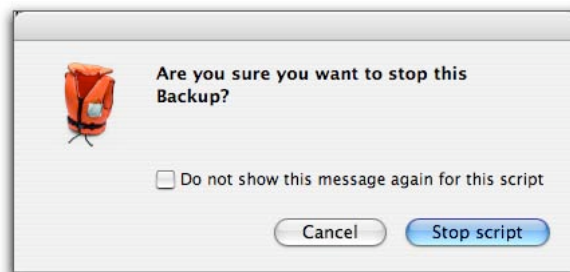 Are you sure you want to stop this
Backup?
Do not show this message again for this script
Cancel
Stop script